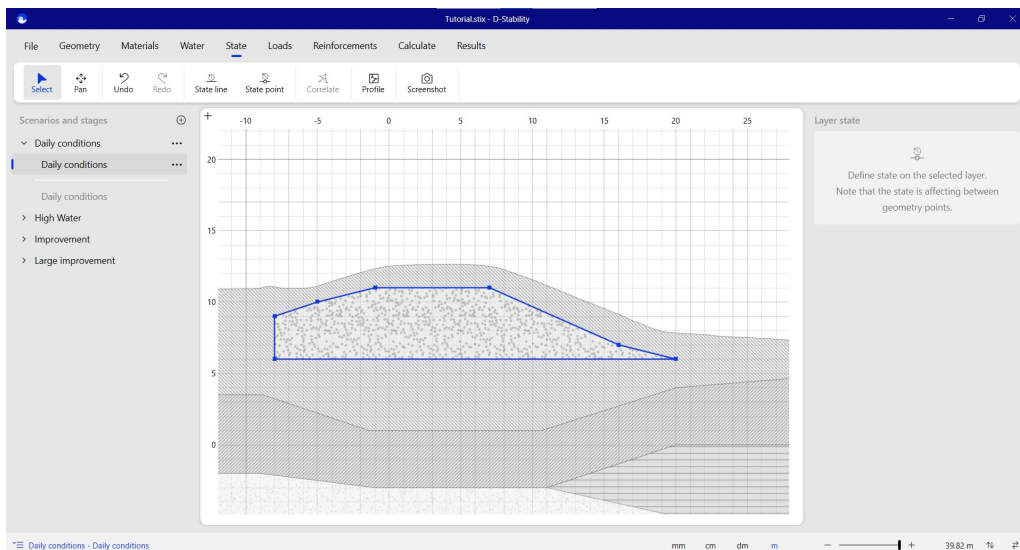 Tutorial.stix - D-Stability
File Geometry Materials Water State Loads Reinforcements Calculate Results
Select Pan Undo Redo State line State point Correlate Profile Screenshot
Scenarios and stages
Daily conditions
Daily conditions
Daily conditions
High Water
Improvement
Large improvement
-10 -5 0 5 10 15 20 25
20
15
10
5
0
Layer state
Define state on the selected layer.
Note that the state is affecting between
geometry points.
Daily conditions - Daily conditions mm cm dm m 39.82 m